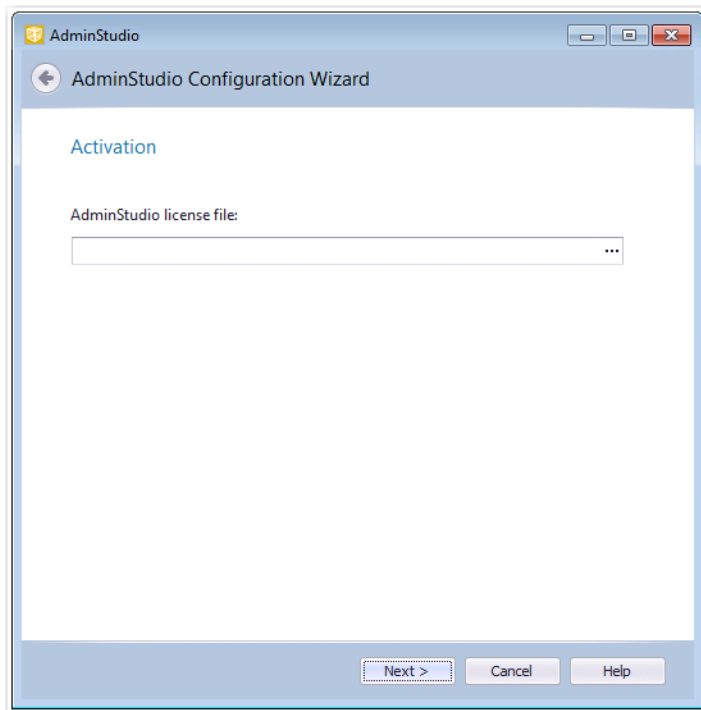 AdminStudio
AdminStudio Configuration Wizard
Activation
AdminStudio license file:
...
Next >
Cancel
Help